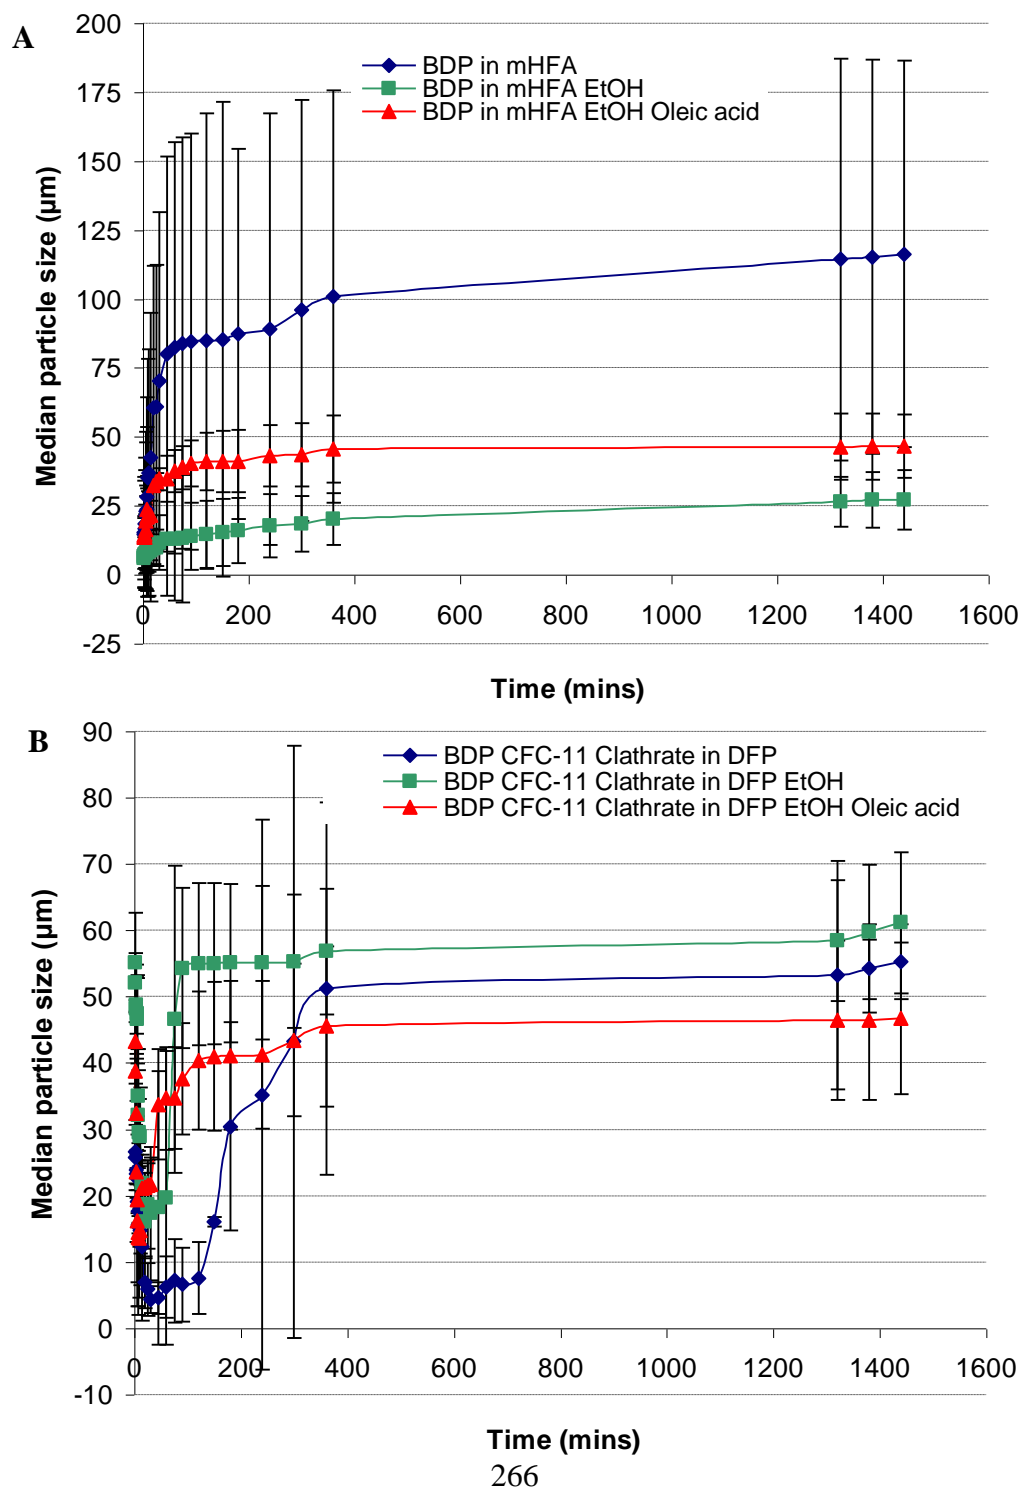 A
200
175
150
125
100
75
50
25
0
-25
Median particle size (µm)
BDP in mHFA
BDP in mHFA EtOH
BDP in mHFA EtOH Oleic acid
0 200 400 600 800 1000 1200 1400 1600
Time (mins)
B
90
80
70
60
50
40
30
20
10
0
-10
Median particle size (µm)
BDP CFC-11 Clathrate in DFP
BDP CFC-11 Clathrate in DFP EtOH
BDP CFC-11 Clathrate in DFP EtOH Oleic acid
0 200 400 600 800 1000 1200 1400 1600
Time (mins)
266